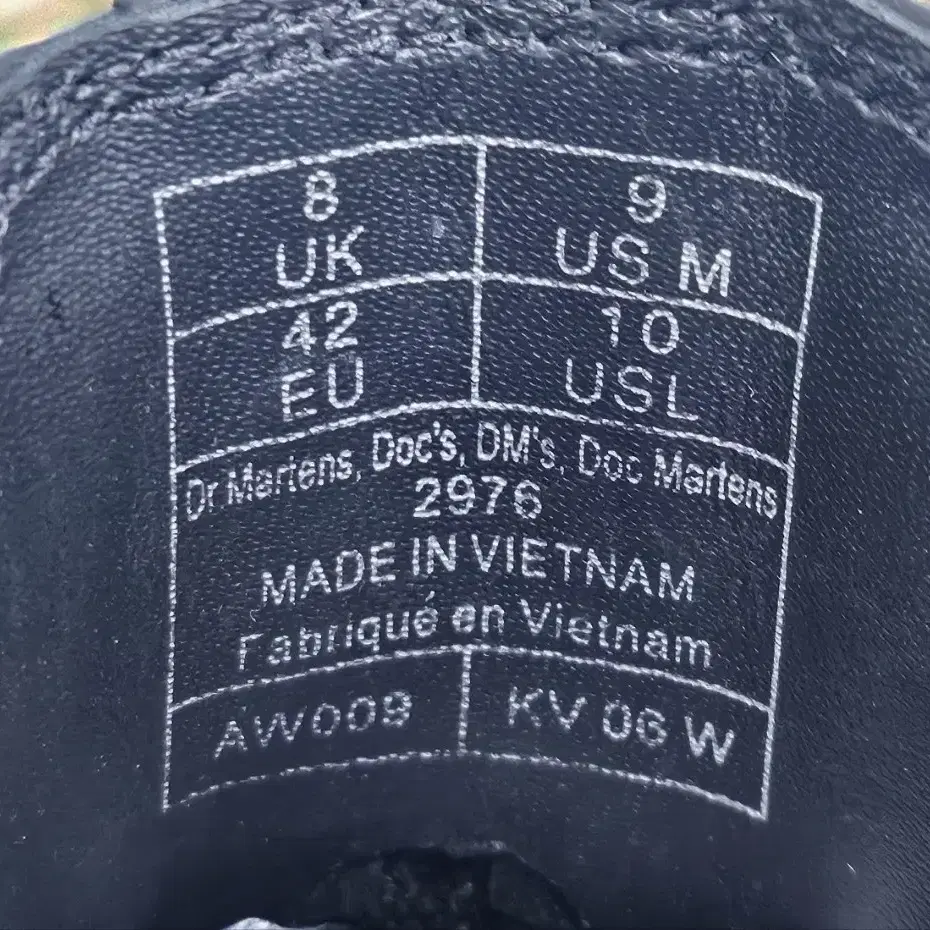 8 UK
9 US M
42 EU
10 USL
Dr Martens, Doc's, DM's, Doc Martens
2976
MADE IN VIETNAM
Fabriqué en Vietnam
AW009
KV 06 W